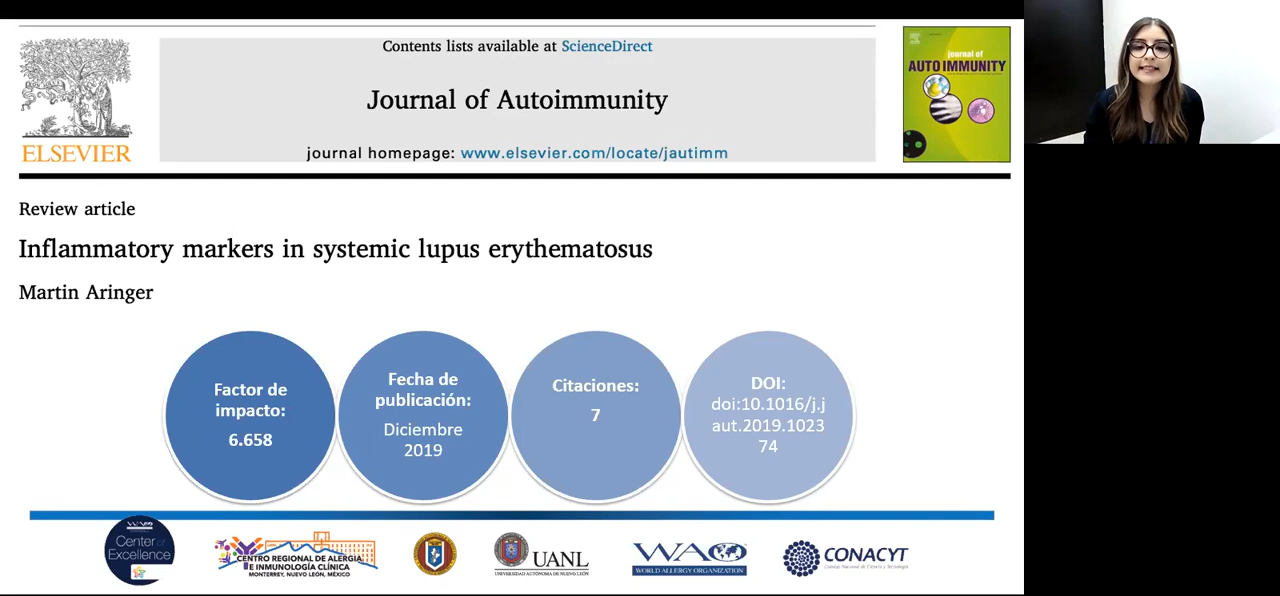 Contents lists available at ScienceDirect
Journal of Autoimmunity
journal homepage: www.elsevier.com/locate/jautimm
ELSEVIER
journal of
AUTOIMMUNITY
Review article
Inflammatory markers in systemic lupus erythematosus
Martin Aringer
Factor de
impacto:
6.658
Fecha de
publicación:
Diciembre
2019
Citaciones:
7
DOI:
doi:10.1016/j.j
aut.2019.1023
74
WAO
Center of
Excellence
CENTRO REGIONAL DE ALERGIA
E INMUNOLOGÍA CLÍNICA
MONTERREY, NUEVO LEÓN, MÉXICO
UANL
UNIVERSIDAD AUTÓNOMA DE NUEVO LEÓN
WAO
WORLD ALLERGY ORGANIZATION
CONACYT
Consejo Nacional de Ciencia y Tecnología